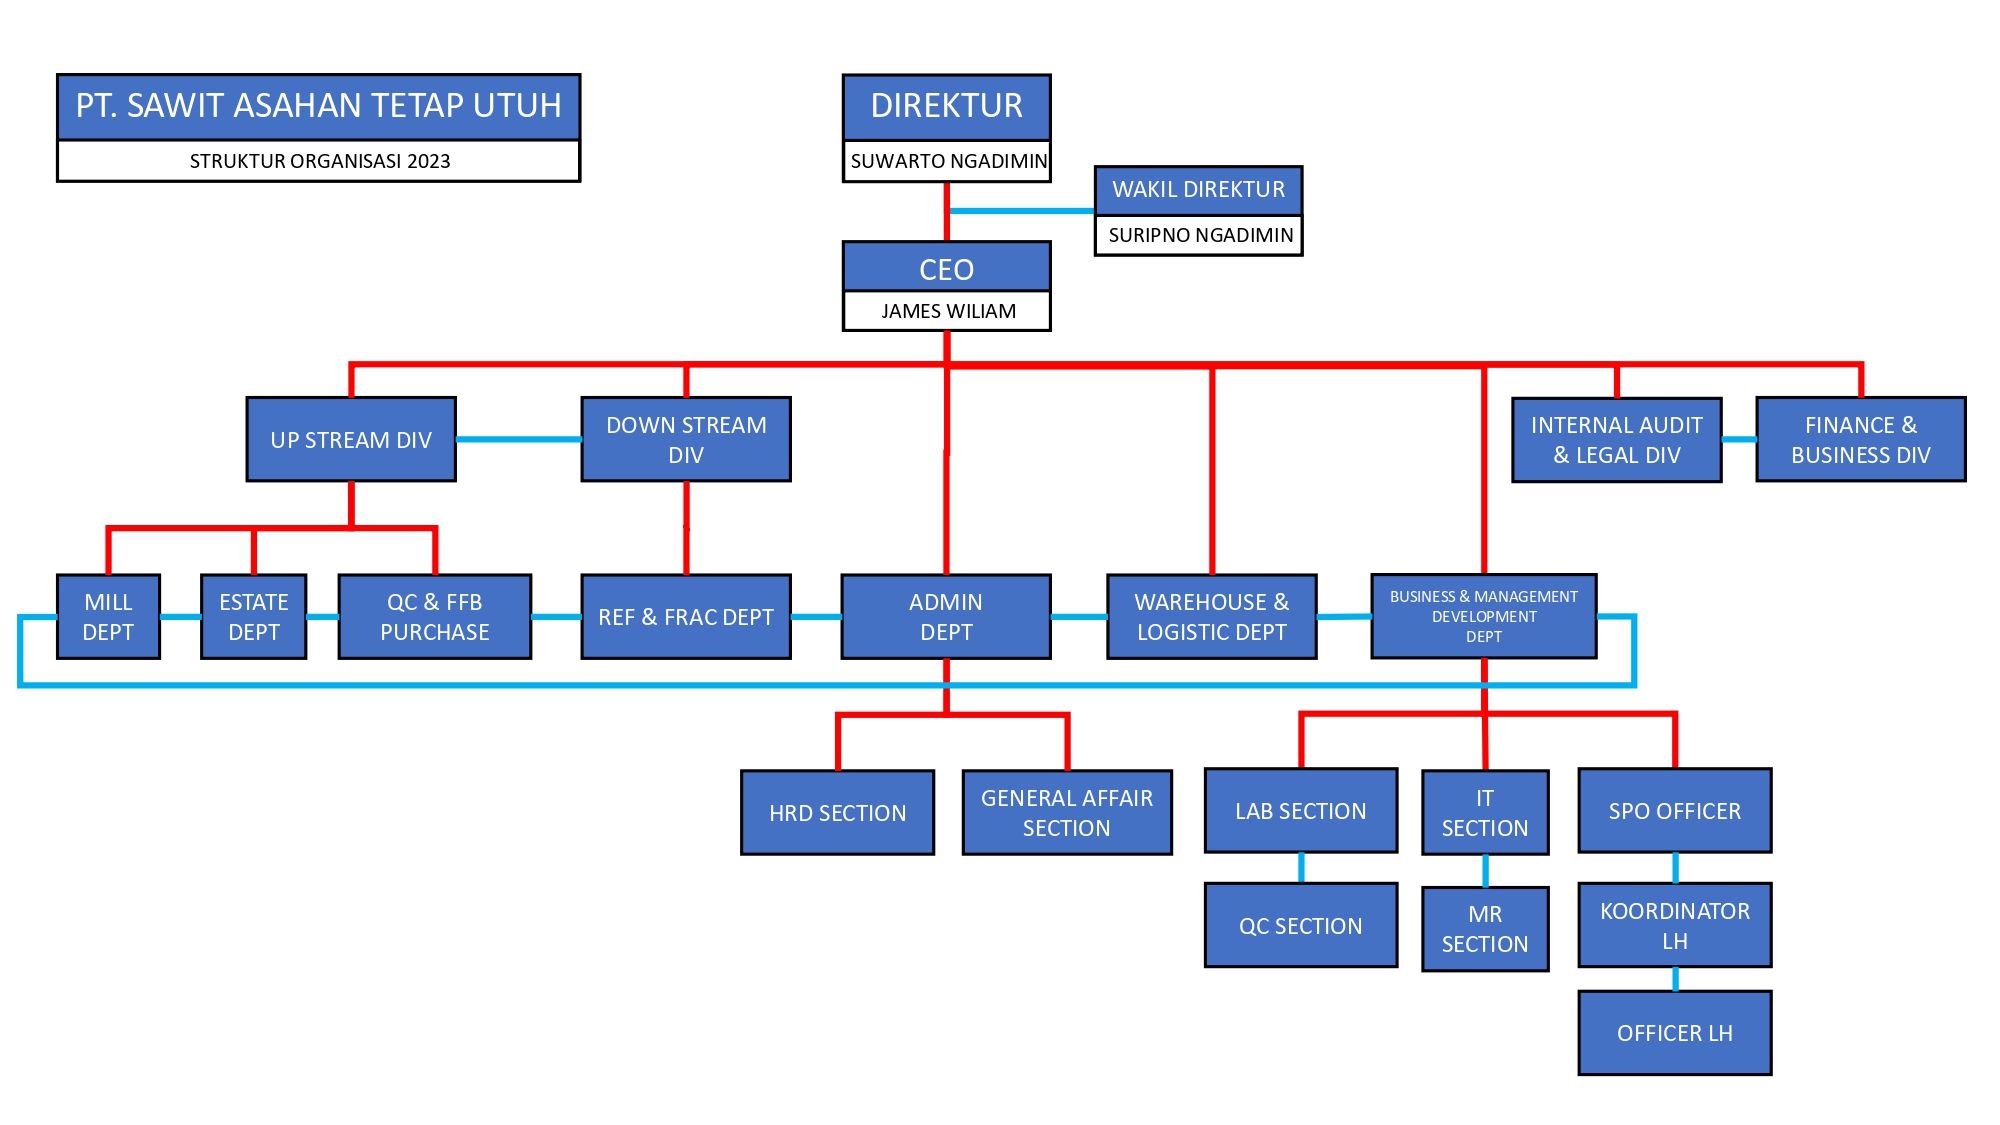 PT. SAWIT ASAHAN TETAP UTUH
STRUKTUR ORGANISASI 2023
DIREKTUR
SUWARTO NGADIMIN
WAKIL DIREKTUR
SURIPNO NGADIMIN
CEO
JAMES WILIAM
UP STREAM DIV
DOWN STREAM
DIV
INTERNAL AUDIT
& LEGAL DIV
FINANCE &
BUSINESS DIV
MILL
DEPT
ESTATE
DEPT
QC & FFB
PURCHASE
REF & FRAC DEPT
ADMIN
DEPT
WAREHOUSE &
LOGISTIC DEPT
BUSINESS & MANAGEMENT
DEVELOPMENT
DEPT
HRD SECTION
GENERAL AFFAIR
SECTION
LAB SECTION
IT
SECTION
SPO OFFICER
QC SECTION
MR
SECTION
KOORDINATOR
LH
OFFICER LH